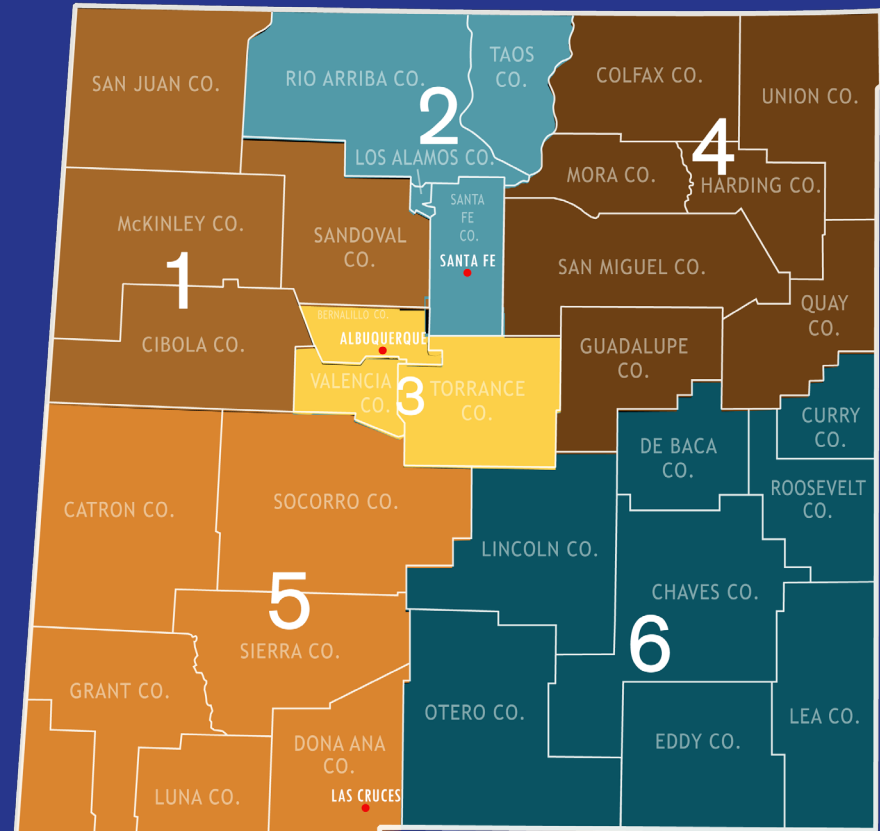 SAN JUAN CO.
RIO ARRIBA CO.
TAOS
CO.
COLFAX CO.
UNION CO.
2
4
LOS ALAMOS CO.
MORA CO.
HARDING CO.
McKINLEY CO.
SANDOVAL
CO.
SANTA
FE
CO.
SANTA FE
SAN MIGUEL CO.
1
QUAY
CO.
CIBOLA CO.
BERNALILLO CO.
ALBUQUERQUE
GUADALUPE
CO.
VALENCIA
CO.
3
TORRANCE
CO.
CURRY
CO.
DE BACA
CO.
ROOSEVELT
CO.
CATRON CO.
SOCORRO CO.
LINCOLN CO.
5
CHAVES CO.
6
SIERRA CO.
GRANT CO.
OTERO CO.
LEA CO.
EDDY CO.
DONA ANA
CO.
LUNA CO.
LAS CRUCES